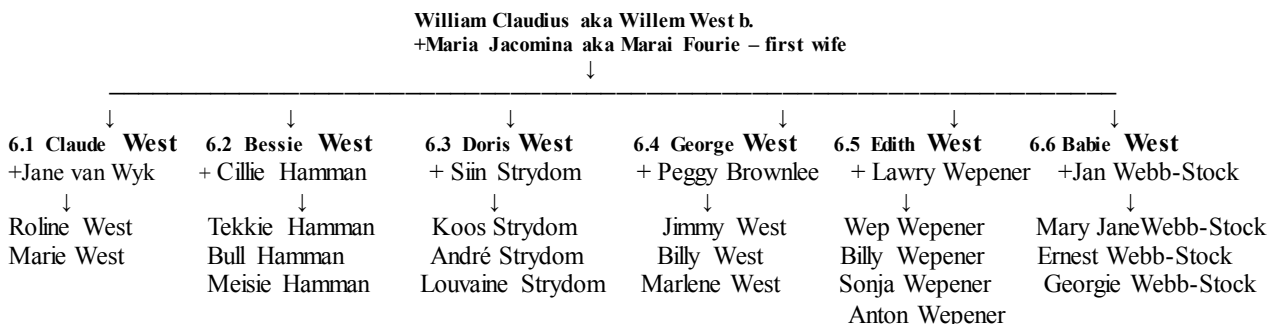 William Claudius aka Willem West b.
+Maria Jacomina aka Marai Fourie – first wife
↓
↓ ↓ ↓ ↓ ↓ ↓
6.1 Claude West 6.2 Bessie West 6.3 Doris West 6.4 George West 6.5 Edith West 6.6 Babie West
+Jane van Wyk + Cillie Hamman + Siin Strydom + Peggy Brownlee + Lawry Wepener +Jan Webb-Stock
↓ ↓ ↓ ↓ ↓ ↓
Roline West Tekkie Hamman Koos Strydom Jimmy West Wep Wepener Mary JaneWebb-Stock
Marie West Bull Hamman André Strydom Billy West Billy Wepener Ernest Webb-Stock
Meisie Hamman Louvaine Strydom Marlene West Sonja Wepener Georgie Webb-Stock
Anton Wepener